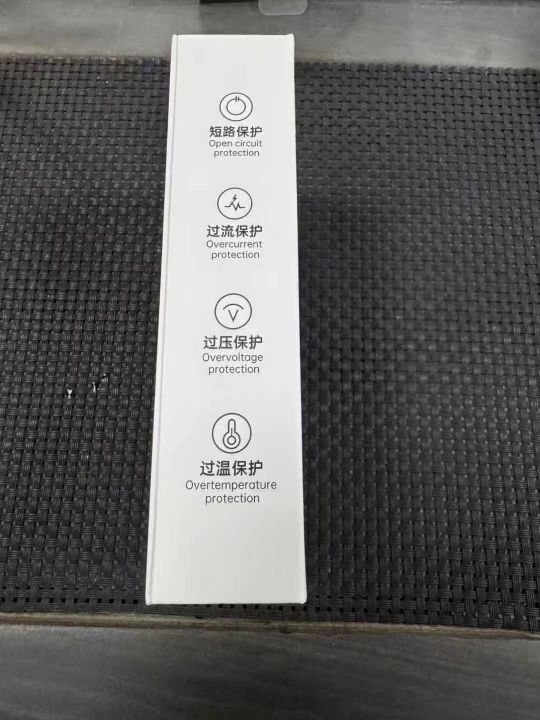 短路保护
Open circuit
protection
过流保护
Overcurrent
protection
过压保护
Overvoltage
protection
过温保护
Overtemperature
protection